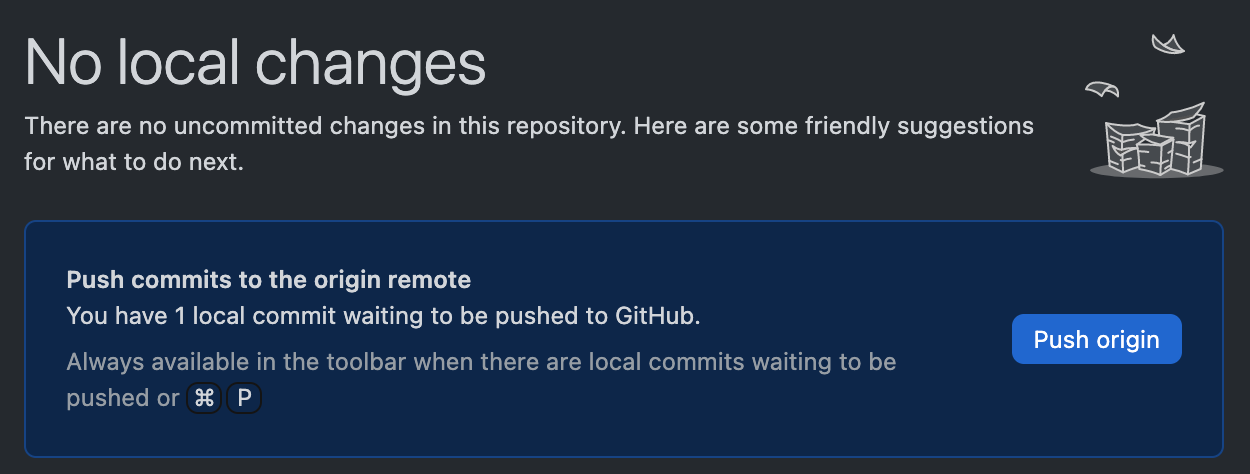 No local changes
There are no uncommitted changes in this repository. Here are some friendly suggestions
for what to do next.
Push commits to the origin remote
You have 1 local commit waiting to be pushed to GitHub.
Always available in the toolbar when there are local commits waiting to be
pushed or ⌘ P
Push origin